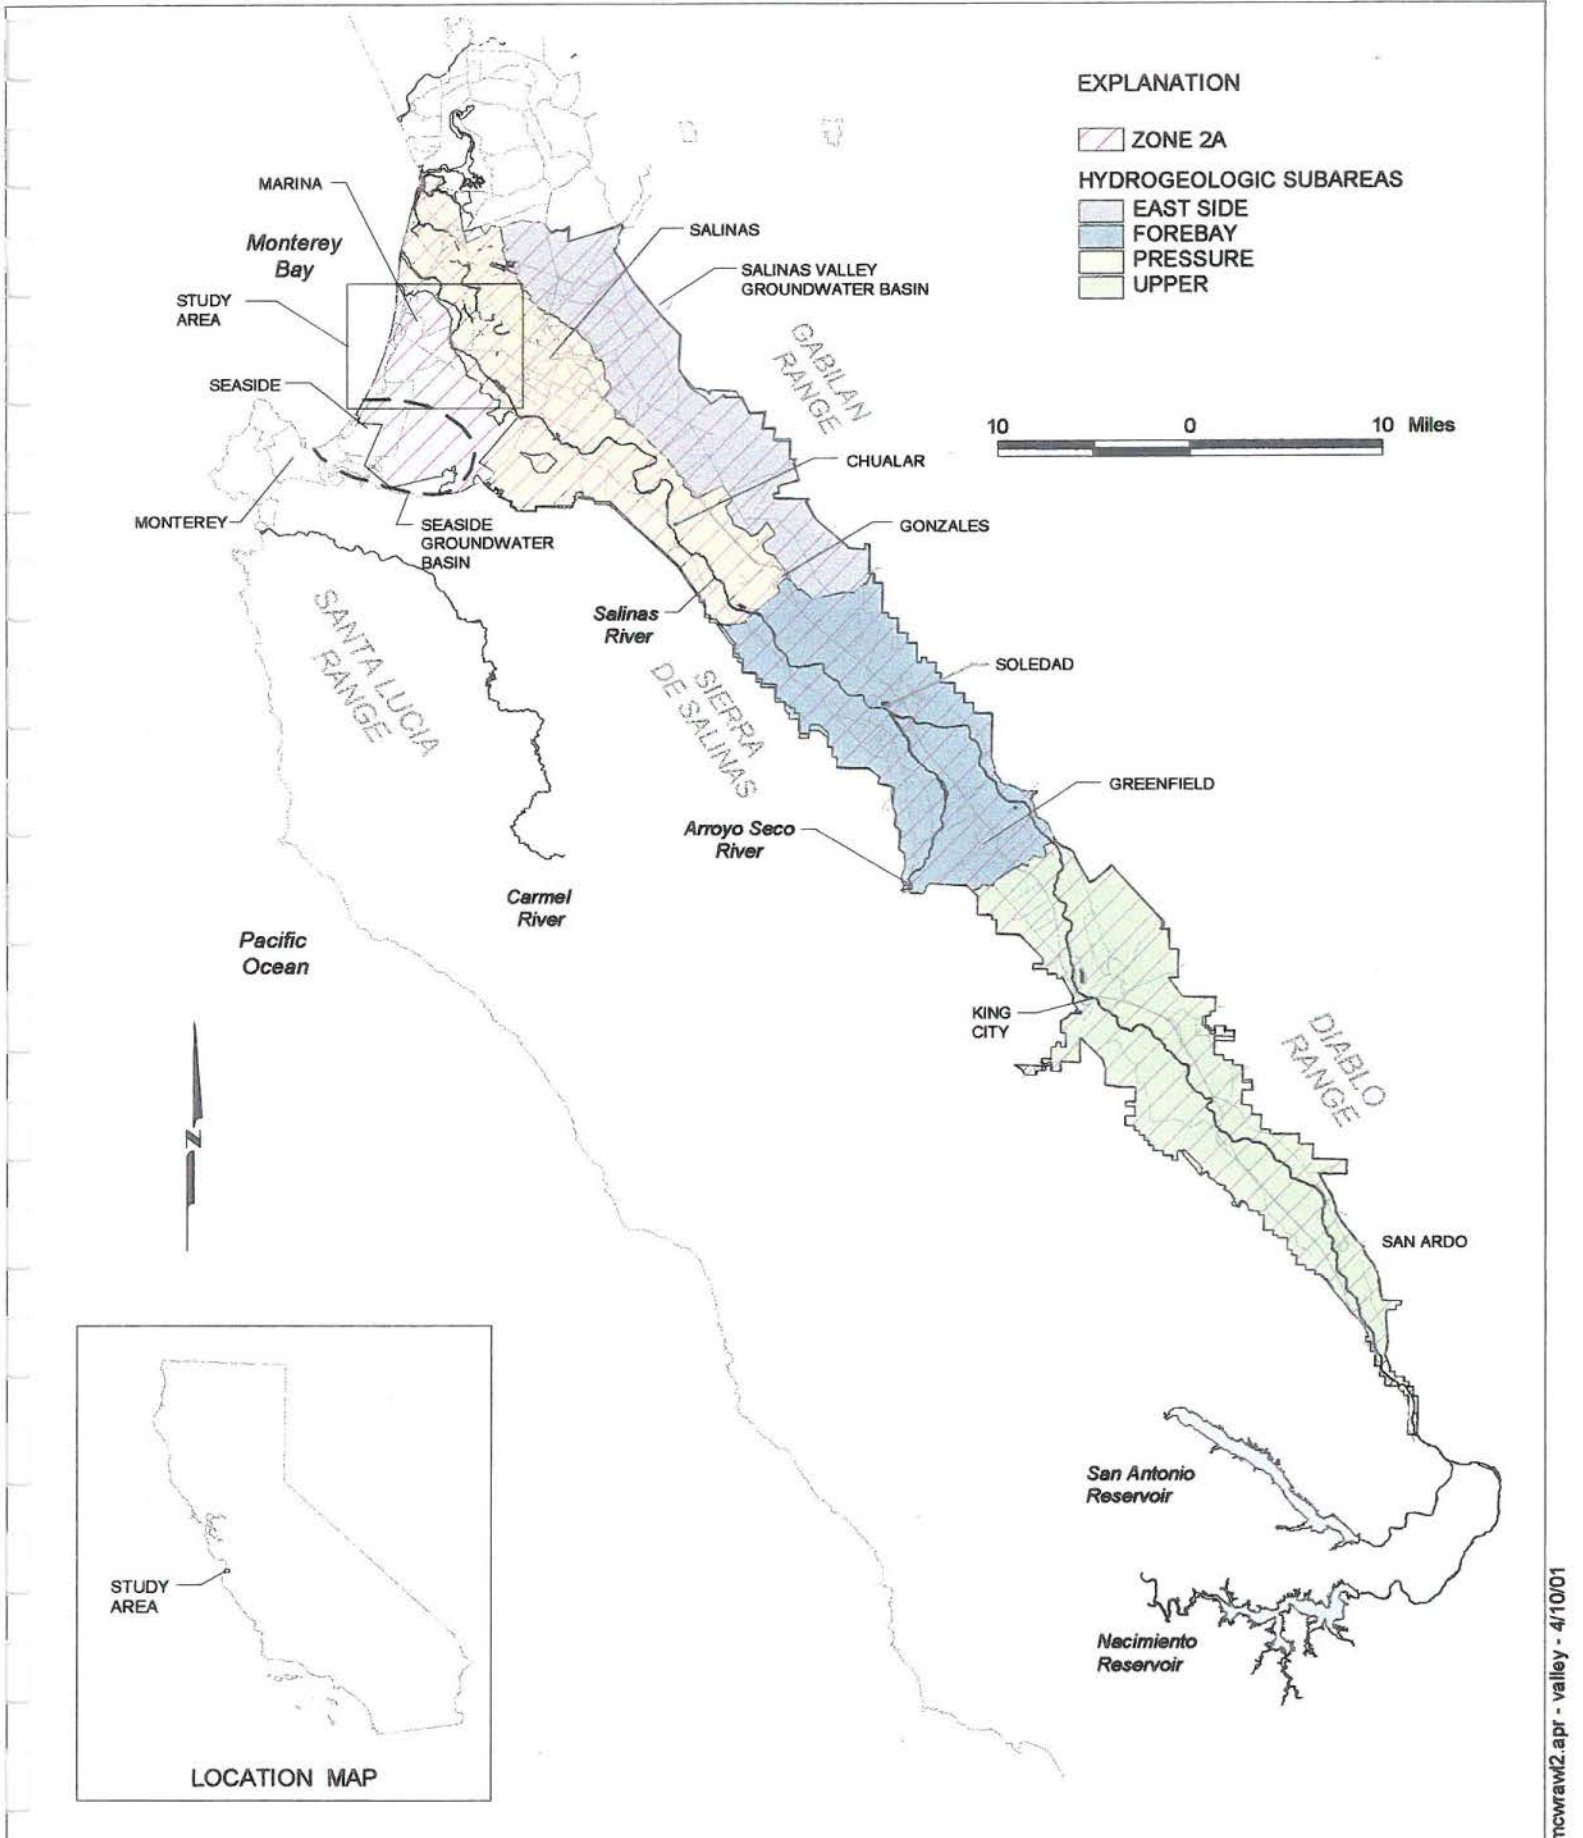 EXPLANATION
ZONE 2A
HYDROGEOLOGIC SUBAREAS
EAST SIDE
FOREBAY
PRESSURE
UPPER
MARINA
Monterey
Bay
SALINAS
SALINAS VALLEY
GROUNDWATER BASIN
STUDY
AREA
GABILAN
RANGE
SEASIDE
10 0 10 Miles
CHUALAR
MONTEREY
SEASIDE
GROUNDWATER
BASIN
GONZALES
Salinas
River
SANTA LUCIA
RANGE
SIERRA
DE SALINAS
SOLEDAD
GREENFIELD
Arroyo Seco
River
Carmel
River
Pacific
Ocean
KING
CITY
DIABLO
RANGE
N
SAN ARDO
San Antonio
Reservoir
Nacimiento
Reservoir
STUDY
AREA
LOCATION MAP
mcwrawl2.apr - valley - 4/10/01